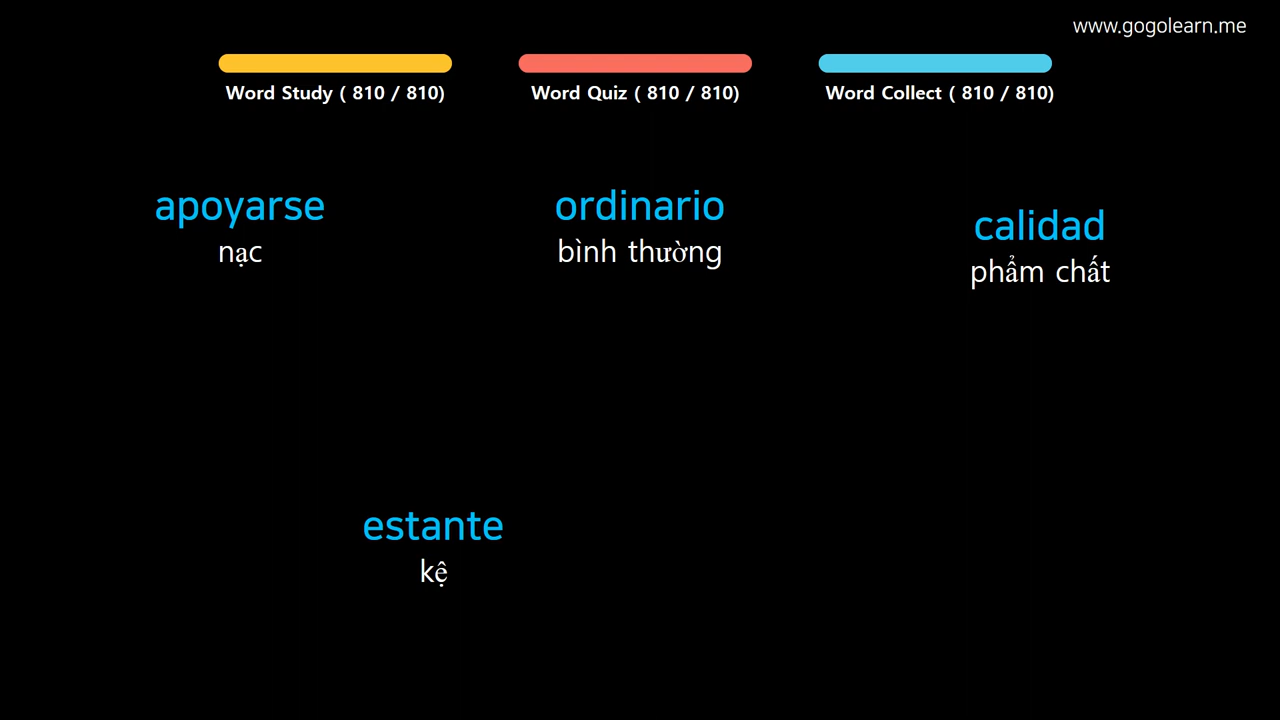 www.gogolearn.me
Word Study ( 810 / 810)
Word Quiz ( 810 / 810)
Word Collect ( 810 / 810)
apoyarse
nạc
ordinario
bình thường
calidad
phẩm chất
estante
kệ